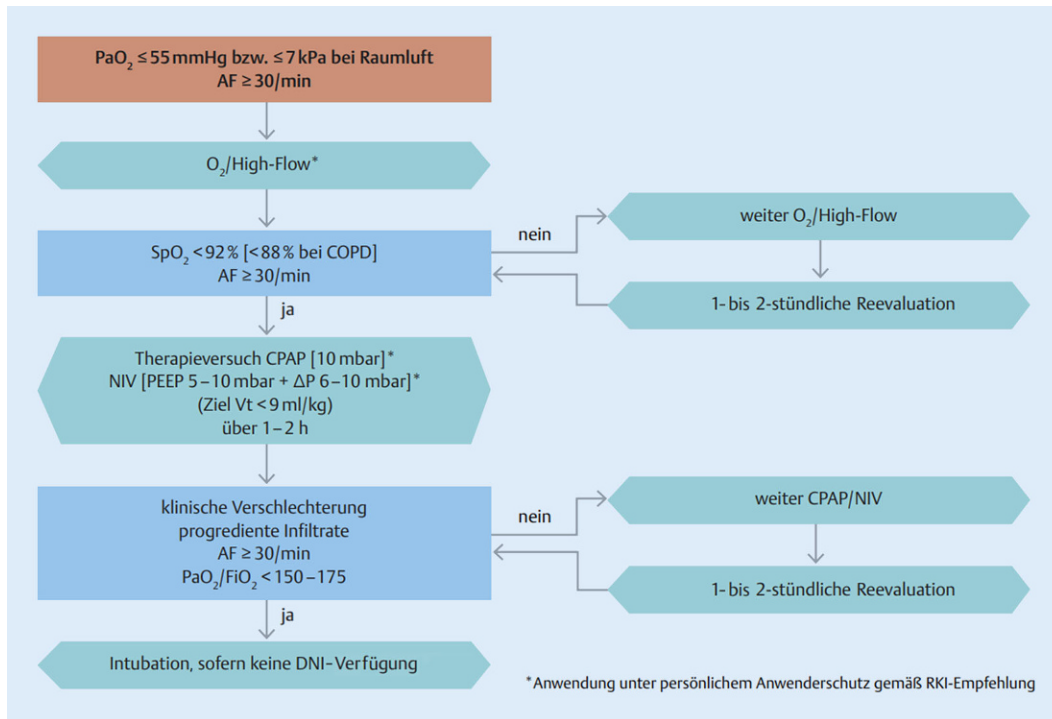 PaO₂ ≤ 55 mmHg bzw. ≤ 7 kPa bei Raumluft
AF ≥ 30/min
O₂/High-Flow*
SpO₂ < 92 % [< 88 % bei COPD]
AF ≥ 30/min
nein
weiter O₂/High-Flow
1- bis 2-stündliche Reevaluation
ja
Therapieversuch CPAP [10 mbar]*
NIV [PEEP 5 – 10 mbar + ΔP 6 – 10 mbar]*
(Ziel Vt < 9 ml/kg)
über 1 – 2 h
klinische Verschlechterung
progrediente Infiltrate
AF ≥ 30/min
PaO₂/FiO₂ < 150 – 175
nein
weiter CPAP/NIV
1- bis 2-stündliche Reevaluation
ja
Intubation, sofern keine DNI-Verfügung
*Anwendung unter persönlichem Anwenderschutz gemäß RKI-Empfehlung